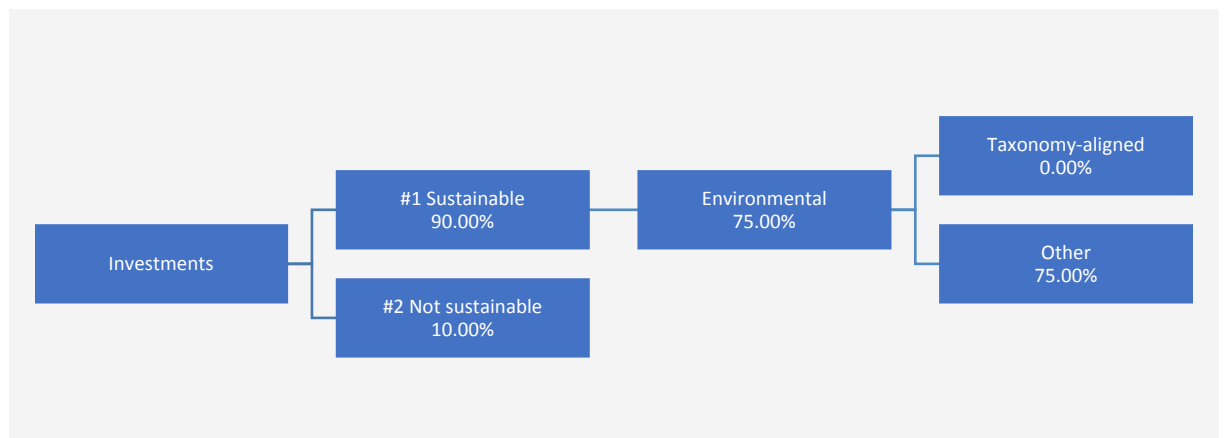 Investments
#1 Sustainable
90.00%
#2 Not sustainable
10.00%
Environmental
75.00%
Taxonomy-aligned
0.00%
Other
75.00%